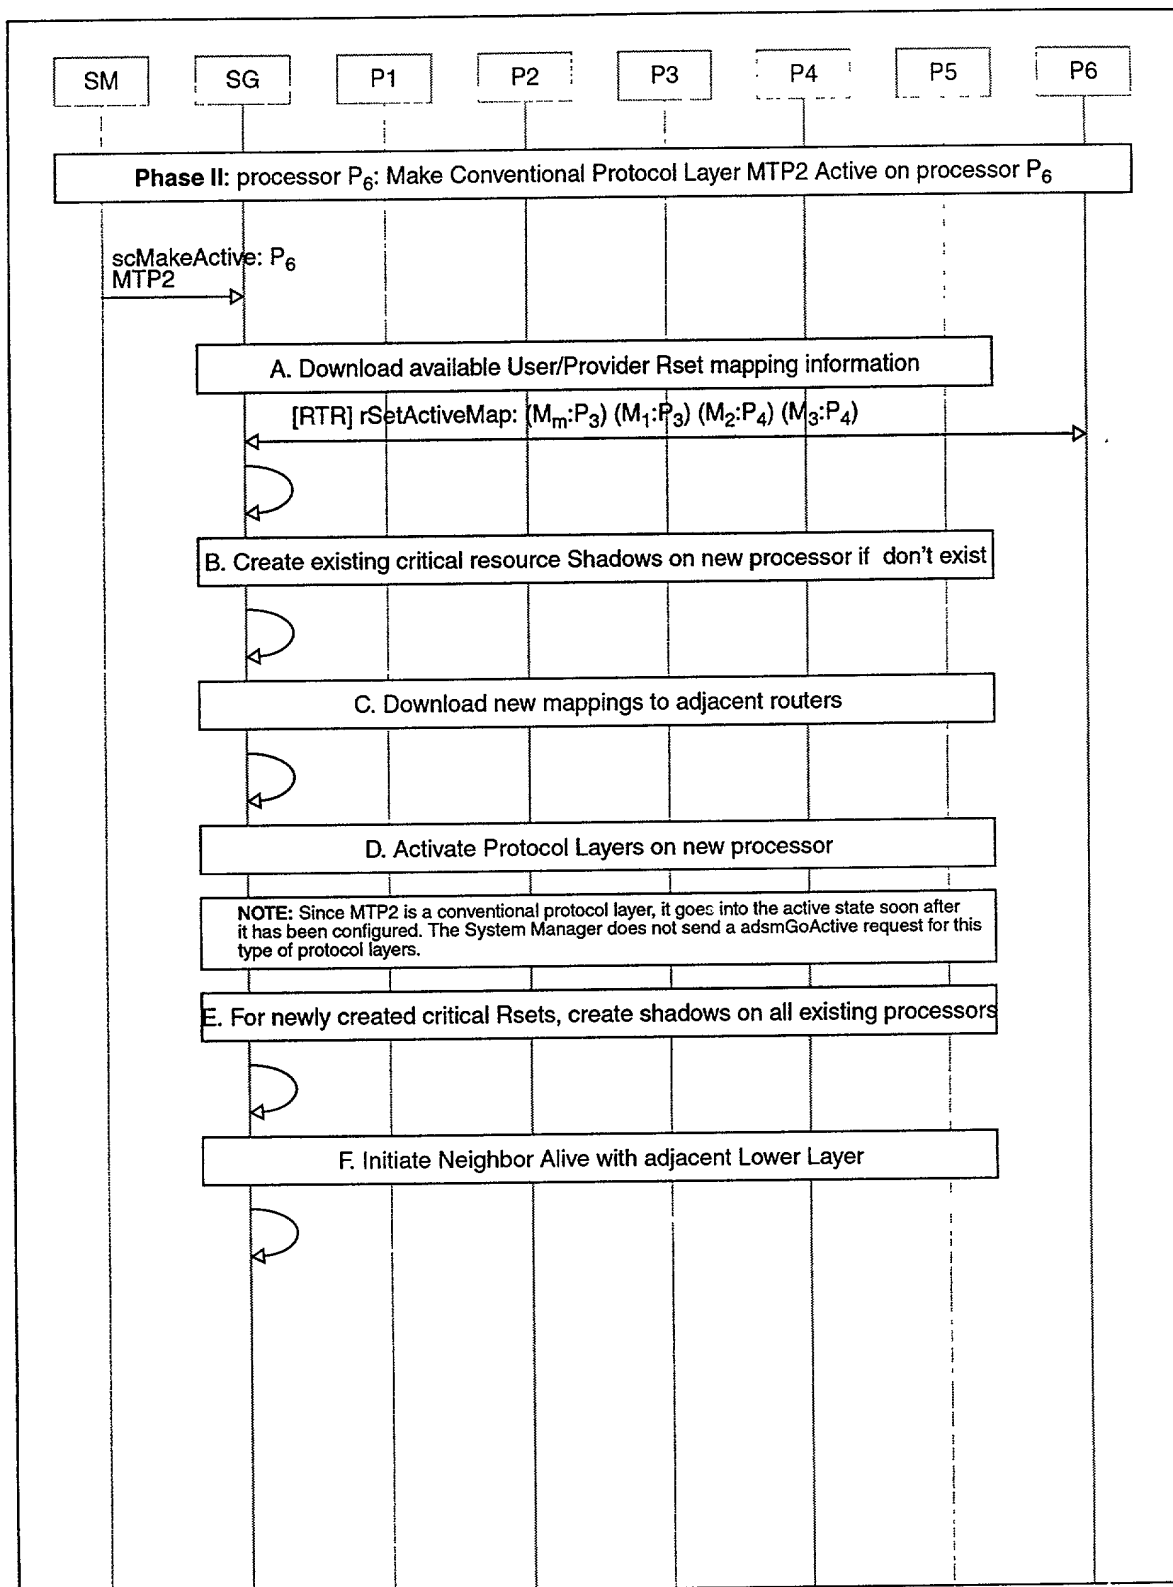 SM SG P1 P2 P3 P4 P5 P6
Phase II: processor P6: Make Conventional Protocol Layer MTP2 Active on processor P6
scMakeActive: P6
MTP2
A. Download available User/Provider Rset mapping information
[RTR] rSetActiveMap: (Mm:P3) (M1:P3) (M2:P4) (M3:P4)
B. Create existing critical resource Shadows on new processor if don't exist
C. Download new mappings to adjacent routers
D. Activate Protocol Layers on new processor
NOTE: Since MTP2 is a conventional protocol layer, it goes into the active state soon after
it has been configured. The System Manager does not send a adsmGoActive request for this
type of protocol layers.
E. For newly created critical Rsets, create shadows on all existing processors
F. Initiate Neighbor Alive with adjacent Lower Layer